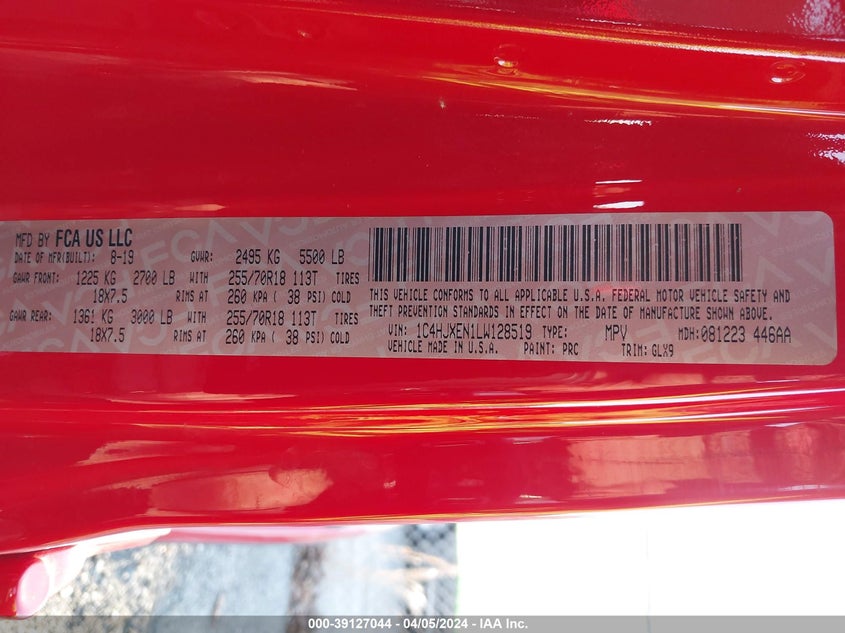 MFD BY FCA US LLC
DATE OF MFR(BUILT): 8-19 GVWR: 2495 KG 5500 LB
GAWR FRONT: 1225 KG 2700 LB WITH 255/70R18 113T TIRES
18X7.5 RIMS AT 260 KPA ( 38 PSI) COLD
GAWR REAR: 1361 KG 3000 LB WITH 255/70R18 113T TIRES
18X7.5 RIMS AT 260 KPA ( 38 PSI) COLD
THIS VEHICLE CONFORMS TO ALL APPLICABLE U.S.A. FEDERAL MOTOR VEHICLE SAFETY AND
THEFT PREVENTION STANDARDS IN EFFECT ON THE DATE OF MANUFACTURE SHOWN ABOVE.
VIN: 1C4HJXEN1LW128519 TYPE: MPV MDH:081223 446AA
VEHICLE MADE IN U.S.A. PAINT: PRC TRIM: GLX9
000-39127044 / 04/05/2024 / IAA Inc.